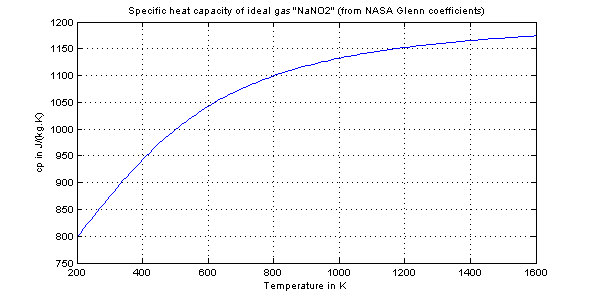 Specific heat capacity of ideal gas "NaNO2" (from NASA Glenn coefficients)
1200
1150
1100
1050
1000
950
900
850
800
750
cp in J/(kg.K)
200 400 600 800 1000 1200 1400 1600
Temperature in K